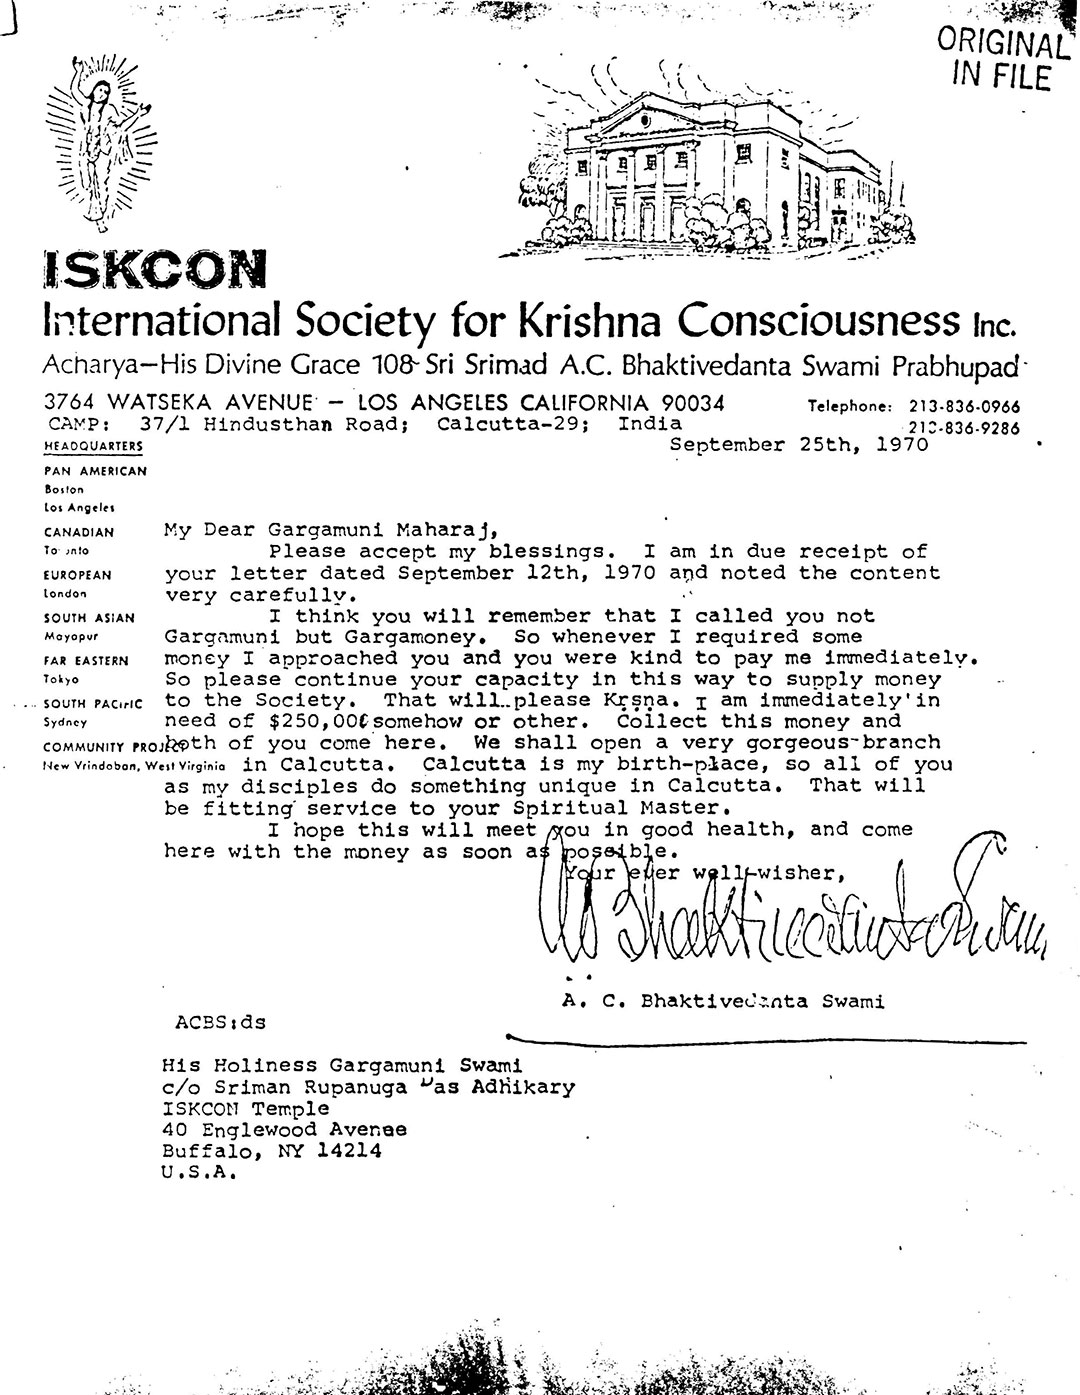 ORIGINAL
IN FILE
ISKCON
International Society for Krishna Consciousness Inc.
Acharya—His Divine Grace 108 Sri Srimad A.C. Bhaktivedanta Swami Prabhupad
3764 WATSEKA AVENUE — LOS ANGELES CALIFORNIA 90034
Telephone: 213-836-0966
CAMP: 37/1 Hindusthan Road; Calcutta-29; India
213-836-9286
HEADQUARTERS
September 25th, 1970
PAN AMERICAN
Boston
Los Angeles
CANADIAN
Toronto
EUROPEAN
London
SOUTH ASIAN
Mayapur
FAR EASTERN
Tokyo
SOUTH PACIFIC
Sydney
COMMUNITY PROJECT
New Vrindaban, West Virginia
My Dear Gargamuni Maharaj,
Please accept my blessings. I am in due receipt of
your letter dated September 12th, 1970 and noted the content
very carefully.
I think you will remember that I called you not
Gargamuni but Gargamoney. So whenever I required some
money I approached you and you were kind to pay me immediately.
So please continue your capacity in this way to supply money
to the Society. That will please Kṛṣṇa. I am immediately in
need of $250,000 somehow or other. Collect this money and
both of you come here. We shall open a very gorgeous branch
in Calcutta. Calcutta is my birth-place, so all of you
as my disciples do something unique in Calcutta. That will
be fitting service to your Spiritual Master.
I hope this will meet you in good health, and come
here with the money as soon as possible.
Your ever well-wisher,
AC Bhaktivedanta Swami
A. C. Bhaktivedanta Swami
ACBS:ds
His Holiness Gargamuni Swami
c/o Sriman Rupanuga Das Adhikary
ISKCON Temple
40 Englewood Avenee
Buffalo, NY 14214
U.S.A.